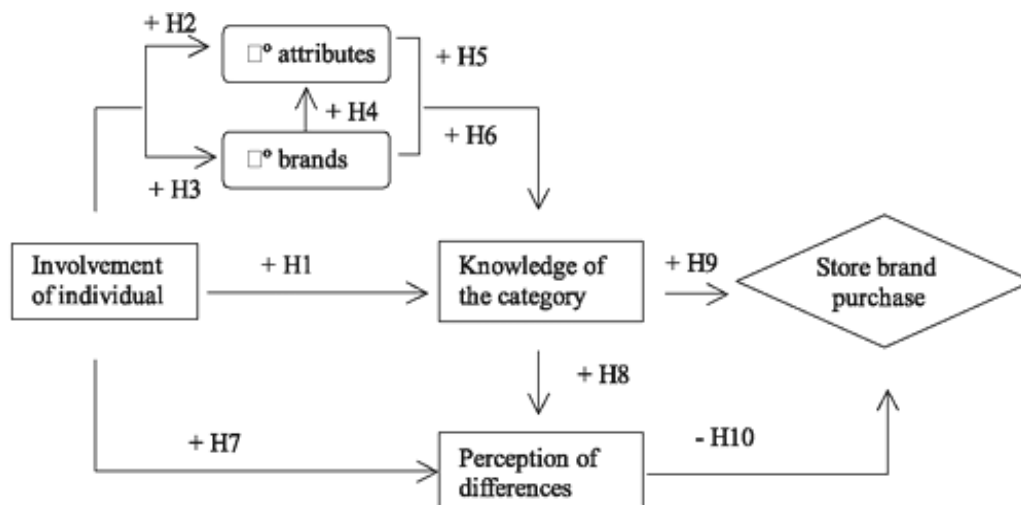 + H2
□º attributes
+ H5
+ H4
+ H6
□º brands
+ H3
Involvement
of individual
+ H1
Knowledge of
the category
+ H9
Store brand
purchase
+ H8
+ H7
Perception of
differences
- H10